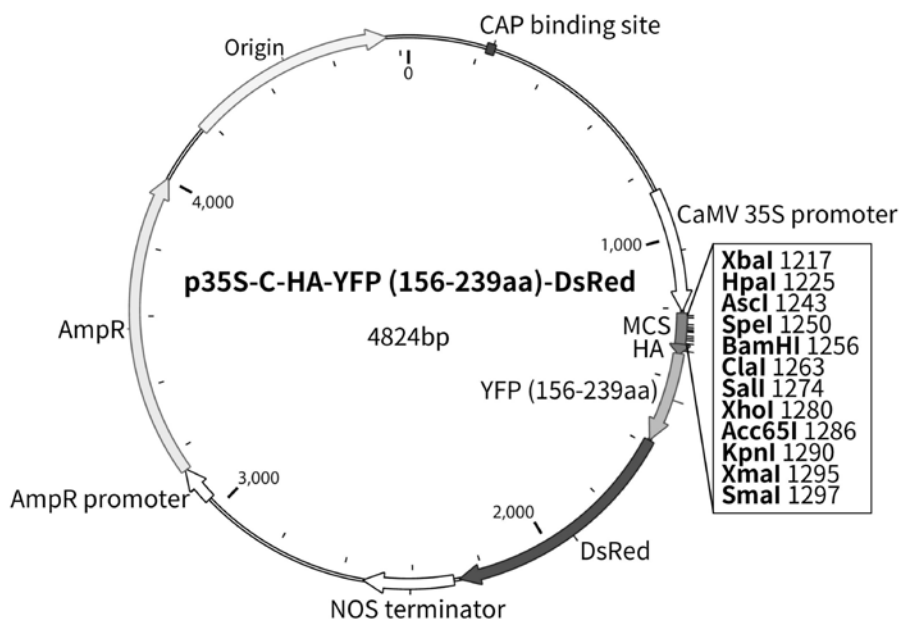 CAP binding site
Origin
0
4,000
CaMV 35S promoter
1,000
XbaI 1217
HpaI 1225
AscI 1243
SpeI 1250
BamHI 1256
ClaI 1263
SalI 1274
XhoI 1280
Acc65I 1286
KpnI 1290
XmaI 1295
SmaI 1297
p35S-C-HA-YFP (156-239aa)-DsRed
4824bp
MCS
HA
AmpR
YFP (156-239aa)
3,000
AmpR promoter
2,000
DsRed
NOS terminator